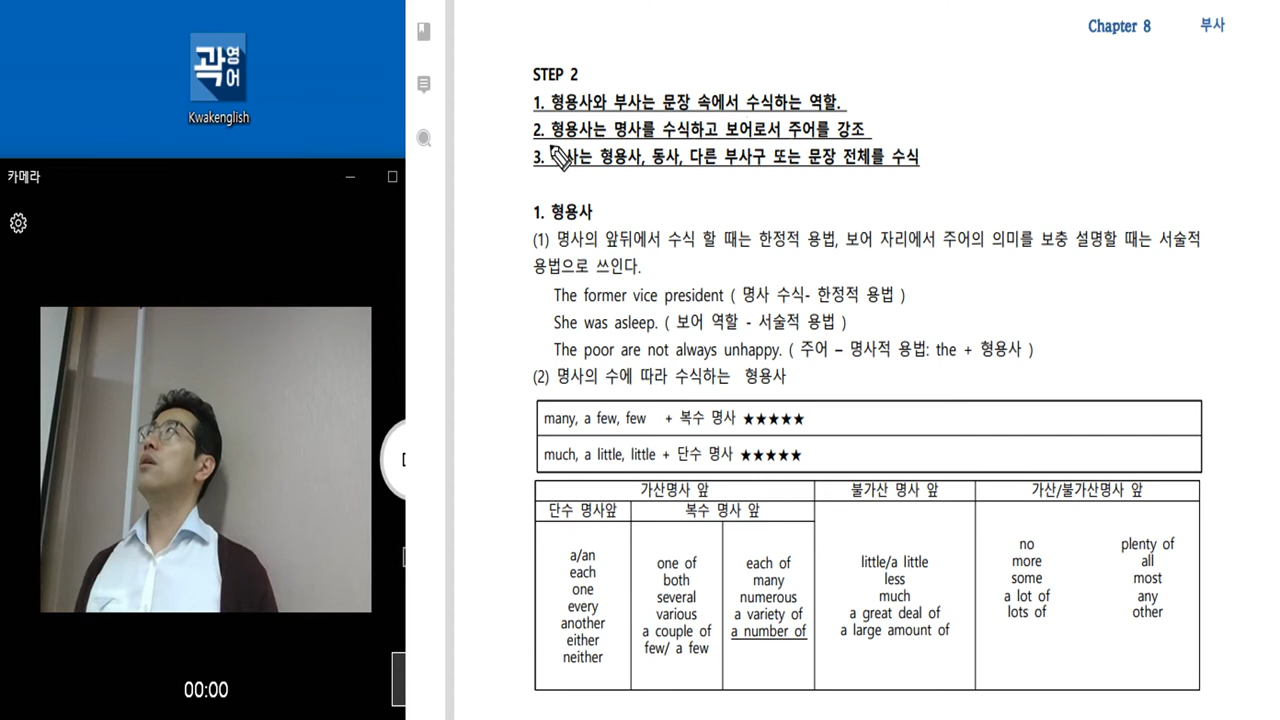 곽영어
Kwakenglish
카메라
00:00
Chapter 8 부사
STEP 2
1. 형용사와 부사는 문장 속에서 수식하는 역할.
2. 형용사는 명사를 수식하고 보어로서 주어를 강조
3. 사는 형용사, 동사, 다른 부사구 또는 문장 전체를 수식
1. 형용사
(1) 명사의 앞뒤에서 수식 할 때는 한정적 용법, 보어 자리에서 주어의 의미를 보충 설명할 때는 서술적
용법으로 쓰인다.
The former vice president ( 명사 수식- 한정적 용법 )
She was asleep. ( 보어 역할 - 서술적 용법 )
The poor are not always unhappy. ( 주어 – 명사적 용법: the + 형용사 )
(2) 명사의 수에 따라 수식하는 형용사
many, a few, few + 복수 명사 ★★★★★
much, a little, little + 단수 명사 ★★★★★
가산명사 앞 불가산 명사 앞 가산/불가산명사 앞
단수 명사앞 복수 명사 앞
a/an
each
one
every
another
either
neither
one of
both
several
various
a couple of
few/ a few
each of
many
numerous
a variety of
a number of
little/a little
less
much
a great deal of
a large amount of
no
more
some
a lot of
lots of
plenty of
all
most
any
other